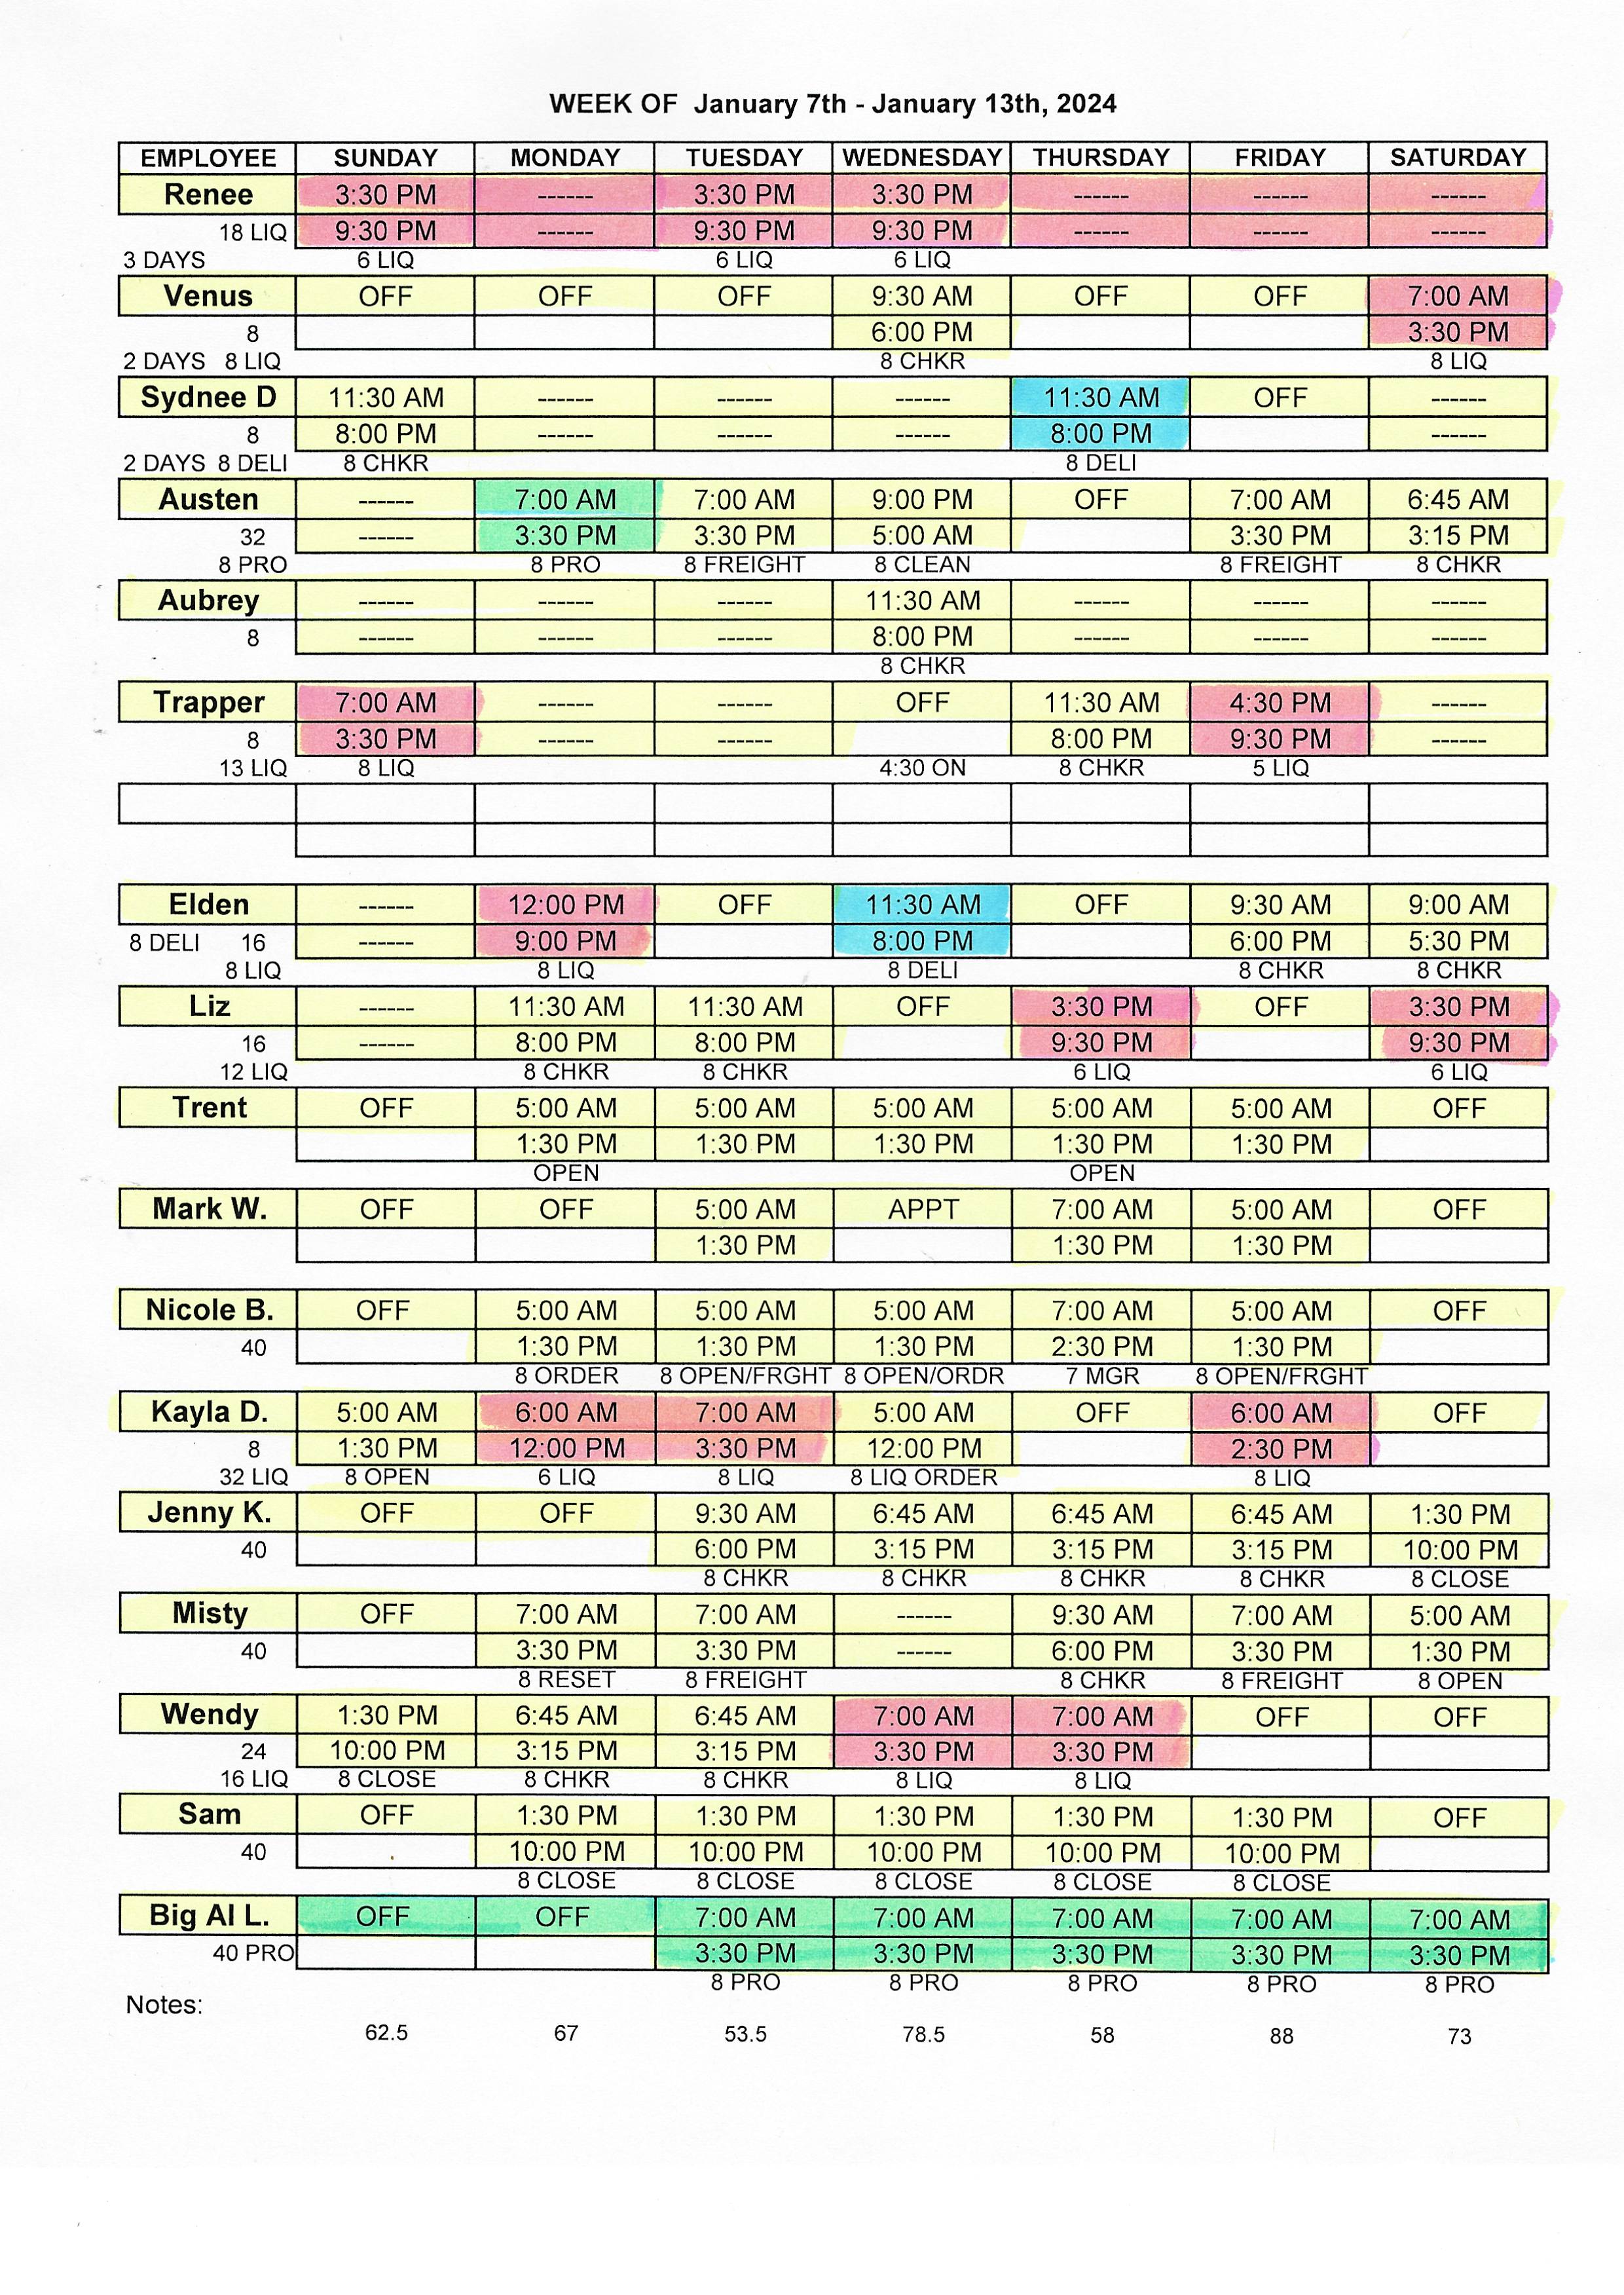 WEEK OF January 7th - January 13th, 2024
EMPLOYEE SUNDAY MONDAY TUESDAY WEDNESDAY THURSDAY FRIDAY SATURDAY
Renee 3:30 PM ------ 3:30 PM 3:30 PM ------ ------ ------
18 LIQ 9:30 PM ------ 9:30 PM 9:30 PM ------ ------ ------
3 DAYS 6 LIQ 6 LIQ 6 LIQ
Venus OFF OFF OFF 9:30 AM OFF OFF 7:00 AM
8 6:00 PM 3:30 PM
2 DAYS 8 LIQ 8 CHKR 8 LIQ
Sydnee D 11:30 AM ------ ------ ------ 11:30 AM OFF ------
8 8:00 PM ------ ------ ------ 8:00 PM ------
2 DAYS 8 DELI 8 CHKR 8 DELI
Austen ------ 7:00 AM 7:00 AM 9:00 PM OFF 7:00 AM 6:45 AM
32 ------ 3:30 PM 3:30 PM 5:00 AM 3:30 PM 3:15 PM
8 PRO 8 PRO 8 FREIGHT 8 CLEAN 8 FREIGHT 8 CHKR
Aubrey ------ ------ ------ 11:30 AM ------ ------ ------
8 ------ ------ ------ 8:00 PM ------ ------ ------
8 CHKR
Trapper 7:00 AM ------ ------ OFF 11:30 AM 4:30 PM ------
8 3:30 PM ------ ------ 8:00 PM 9:30 PM ------
13 LIQ 8 LIQ 4:30 ON 8 CHKR 5 LIQ
Elden ------ 12:00 PM OFF 11:30 AM OFF 9:30 AM 9:00 AM
8 DELI 16 ------ 9:00 PM 8:00 PM 6:00 PM 5:30 PM
8 LIQ 8 LIQ 8 DELI 8 CHKR 8 CHKR
Liz ------ 11:30 AM 11:30 AM OFF 3:30 PM OFF 3:30 PM
16 ------ 8:00 PM 8:00 PM 9:30 PM 9:30 PM
12 LIQ 8 CHKR 8 CHKR 6 LIQ 6 LIQ
Trent OFF 5:00 AM 5:00 AM 5:00 AM 5:00 AM 5:00 AM OFF
1:30 PM 1:30 PM 1:30 PM 1:30 PM 1:30 PM
OPEN OPEN
Mark W. OFF OFF 5:00 AM APPT 7:00 AM 5:00 AM OFF
1:30 PM 1:30 PM 1:30 PM
Nicole B. OFF 5:00 AM 5:00 AM 5:00 AM 7:00 AM 5:00 AM OFF
40 1:30 PM 1:30 PM 1:30 PM 2:30 PM 1:30 PM
8 ORDER 8 OPEN/FRGHT 8 OPEN/ORDR 7 MGR 8 OPEN/FRGHT
Kayla D. 5:00 AM 6:00 AM 7:00 AM 5:00 AM OFF 6:00 AM OFF
8 1:30 PM 12:00 PM 3:30 PM 12:00 PM 2:30 PM
32 LIQ 8 OPEN 6 LIQ 8 LIQ 8 LIQ ORDER 8 LIQ
Jenny K. OFF OFF 9:30 AM 6:45 AM 6:45 AM 6:45 AM 1:30 PM
40 6:00 PM 3:15 PM 3:15 PM 3:15 PM 10:00 PM
8 CHKR 8 CHKR 8 CHKR 8 CHKR 8 CLOSE
Misty OFF 7:00 AM 7:00 AM ------ 9:30 AM 7:00 AM 5:00 AM
40 3:30 PM 3:30 PM ------ 6:00 PM 3:30 PM 1:30 PM
8 RESET 8 FREIGHT 8 CHKR 8 FREIGHT 8 OPEN
Wendy 1:30 PM 6:45 AM 6:45 AM 7:00 AM 7:00 AM OFF OFF
24 10:00 PM 3:15 PM 3:15 PM 3:30 PM 3:30 PM
16 LIQ 8 CLOSE 8 CHKR 8 CHKR 8 LIQ 8 LIQ
Sam OFF 1:30 PM 1:30 PM 1:30 PM 1:30 PM 1:30 PM OFF
40 10:00 PM 10:00 PM 10:00 PM 10:00 PM 10:00 PM
8 CLOSE 8 CLOSE 8 CLOSE 8 CLOSE 8 CLOSE
Big Al L. OFF OFF 7:00 AM 7:00 AM 7:00 AM 7:00 AM 7:00 AM
40 PRO 3:30 PM 3:30 PM 3:30 PM 3:30 PM 3:30 PM
8 PRO 8 PRO 8 PRO 8 PRO 8 PRO
Notes:
62.5 67 53.5 78.5 58 88 73